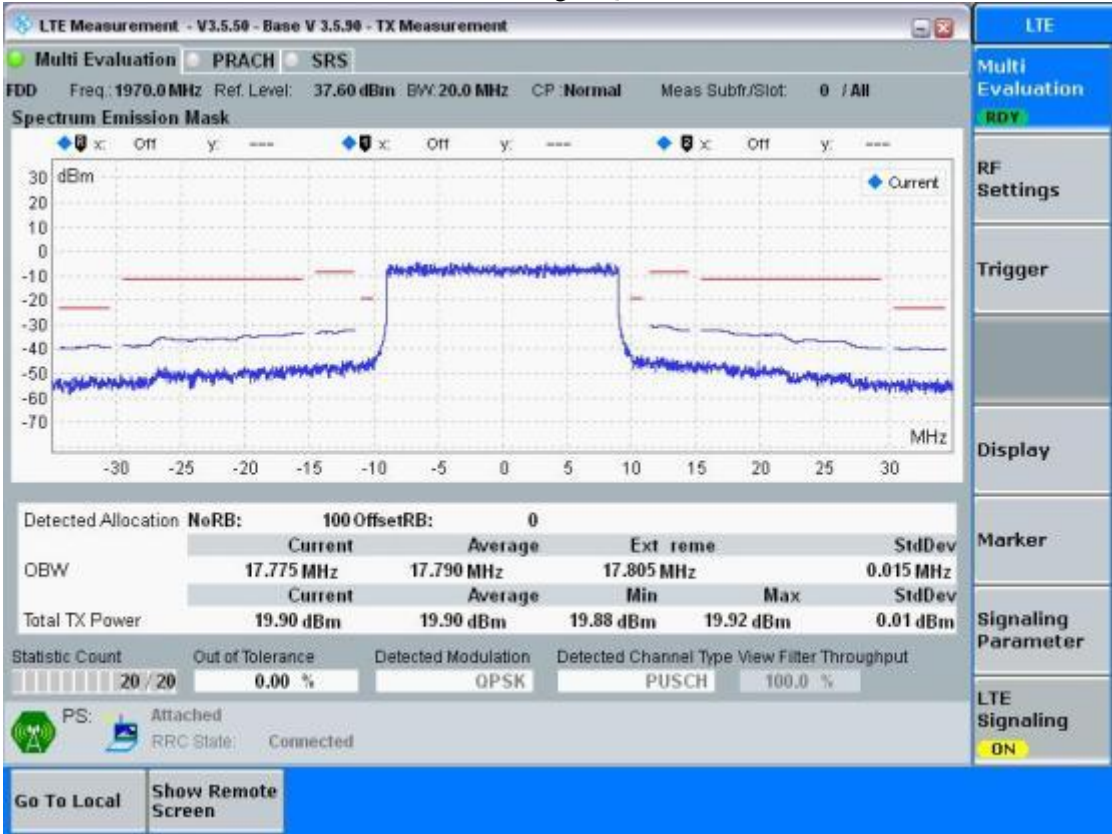 LTE Measurement - V3.5.50 - Base V 3.5.90 - TX Measurement
Multi Evaluation PRACH SRS
FDD Freq.: 1970.0 MHz Ref. Level: 37.60 dBm BW: 20.0 MHz CP :Normal Meas Subfr./Slot: 0 / All
Spectrum Emission Mask
x: Off y: --- x: Off y: --- x: Off y: ---
dBm
Current
30
20
10
0
-10
-20
-30
-40
-50
-60
-70
MHz
-30 -25 -20 -15 -10 -5 0 5 10 15 20 25 30
Detected Allocation NoRB: 100 OffsetRB: 0
Current Average Ext reme StdDev
OBW 17.775 MHz 17.790 MHz 17.805 MHz 0.015 MHz
Current Average Min Max StdDev
Total TX Power 19.90 dBm 19.90 dBm 19.88 dBm 19.92 dBm 0.01 dBm
Statistic Count Out of Tolerance Detected Modulation Detected Channel Type View Filter Throughput
20 / 20 0.00 % QPSK PUSCH 100.0 %
PS: Attached
RRC State: Connected
Go To Local
Show Remote
Screen
LTE
Multi
Evaluation
RDY
RF
Settings
Trigger
Display
Marker
Signaling
Parameter
LTE
Signaling
ON